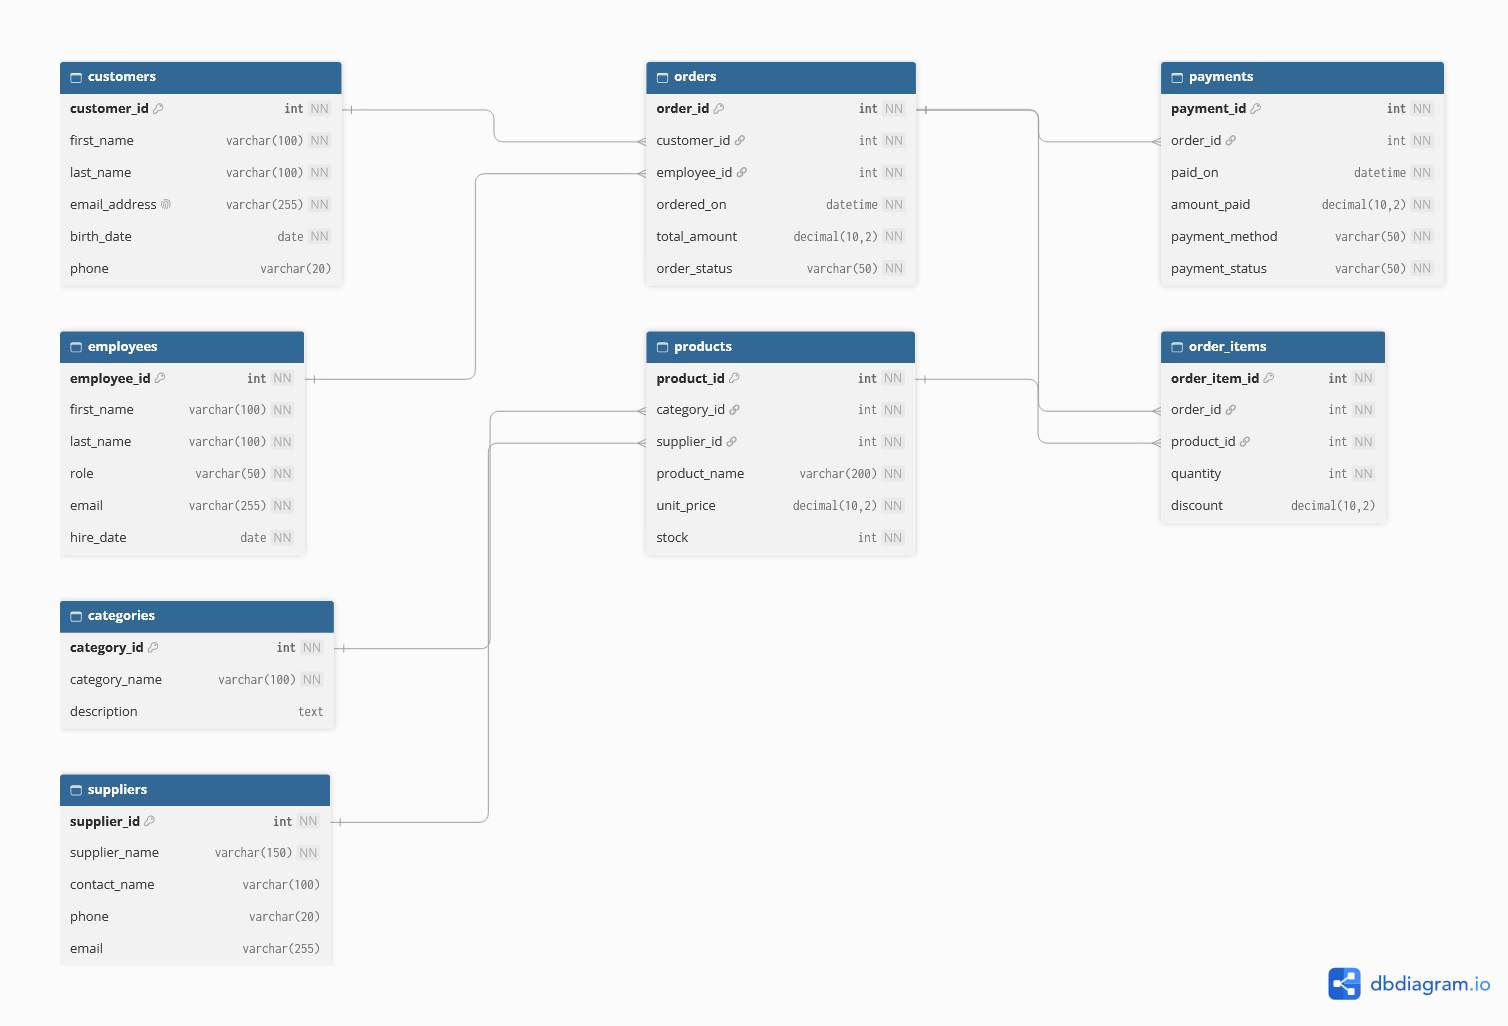 customers
customer_id int NN
first_name varchar(100) NN
last_name varchar(100) NN
email_address varchar(255) NN
birth_date date NN
phone varchar(20)
orders
order_id int NN
customer_id int NN
employee_id int NN
ordered_on datetime NN
total_amount decimal(10,2) NN
order_status varchar(50) NN
payments
payment_id int NN
order_id int NN
paid_on datetime NN
amount_paid decimal(10,2) NN
payment_method varchar(50) NN
payment_status varchar(50) NN
employees
employee_id int NN
first_name varchar(100) NN
last_name varchar(100) NN
role varchar(50) NN
email varchar(255) NN
hire_date date NN
products
product_id int NN
category_id int NN
supplier_id int NN
product_name varchar(200) NN
unit_price decimal(10,2) NN
stock int NN
order_items
order_item_id int NN
order_id int NN
product_id int NN
quantity int NN
discount decimal(10,2)
categories
category_id int NN
category_name varchar(100) NN
description text
suppliers
supplier_id int NN
supplier_name varchar(150) NN
contact_name varchar(100)
phone varchar(20)
email varchar(255)
dbdiagram.io